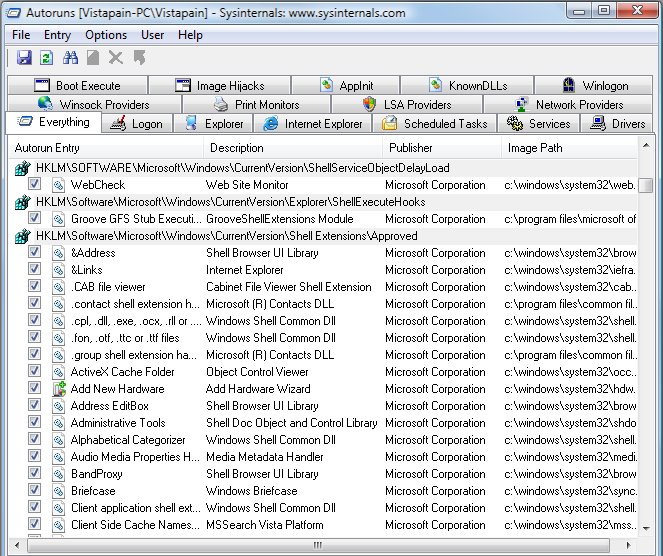 Autoruns [Vistapain-PC\Vistapain] - Sysinternals: www.sysinternals.com
File Entry Options User Help
Boot Execute Image Hijacks AppInit KnownDLLs Winlogon
Winsock Providers Print Monitors LSA Providers Network Providers
Everything Logon Explorer Internet Explorer Scheduled Tasks Services Drivers
Autorun Entry Description Publisher Image Path
HKLM\SOFTWARE\Microsoft\Windows\CurrentVersion\ShellServiceObjectDelayLoad
WebCheck Web Site Monitor Microsoft Corporation c:\windows\system32\web.
HKLM\Software\Microsoft\Windows\CurrentVersion\Explorer\ShellExecuteHooks
Groove GFS Stub Executi... GrooveShellExtensions Module Microsoft Corporation c:\program files\microsoft of
HKLM\Software\Microsoft\Windows\CurrentVersion\Shell Extensions\Approved
&Address Shell Browser UI Library Microsoft Corporation c:\windows\system32\brow
&Links Internet Explorer Microsoft Corporation c:\windows\system32\iefra.
.CAB file viewer Cabinet File Viewer Shell Extension Microsoft Corporation c:\windows\system32\cab.
.contact shell extension h... Microsoft (R) Contacts DLL Microsoft Corporation c:\program files\common fil.
.cpl, .dll, .exe, .ocx, .rll or .... Windows Shell Common Dll Microsoft Corporation c:\windows\system32\shell.
.fon, .otf, .ttc or .ttf files Windows Shell Common Dll Microsoft Corporation c:\windows\system32\shell.
.group shell extension ha... Microsoft (R) Contacts DLL Microsoft Corporation c:\program files\common fil.
ActiveX Cache Folder Object Control Viewer Microsoft Corporation c:\windows\system32\occ.
Add New Hardware Add Hardware Wizard Microsoft Corporation c:\windows\system32\hdw.
Address EditBox Shell Browser UI Library Microsoft Corporation c:\windows\system32\brow
Administrative Tools Shell Doc Object and Control Library Microsoft Corporation c:\windows\system32\shdo
Alphabetical Categorizer Windows Shell Common Dll Microsoft Corporation c:\windows\system32\shell.
Audio Media Properties H... Media Metadata Handler Microsoft Corporation c:\windows\system32\medi.
BandProxy Shell Browser UI Library Microsoft Corporation c:\windows\system32\brow
Briefcase Windows Briefcase Microsoft Corporation c:\windows\system32\sync.
Client application shell ext... Windows Shell Common Dll Microsoft Corporation c:\windows\system32\shell.
Client Side Cache Names... MSSearch Vista Platform Microsoft Corporation c:\windows\system32\mss.